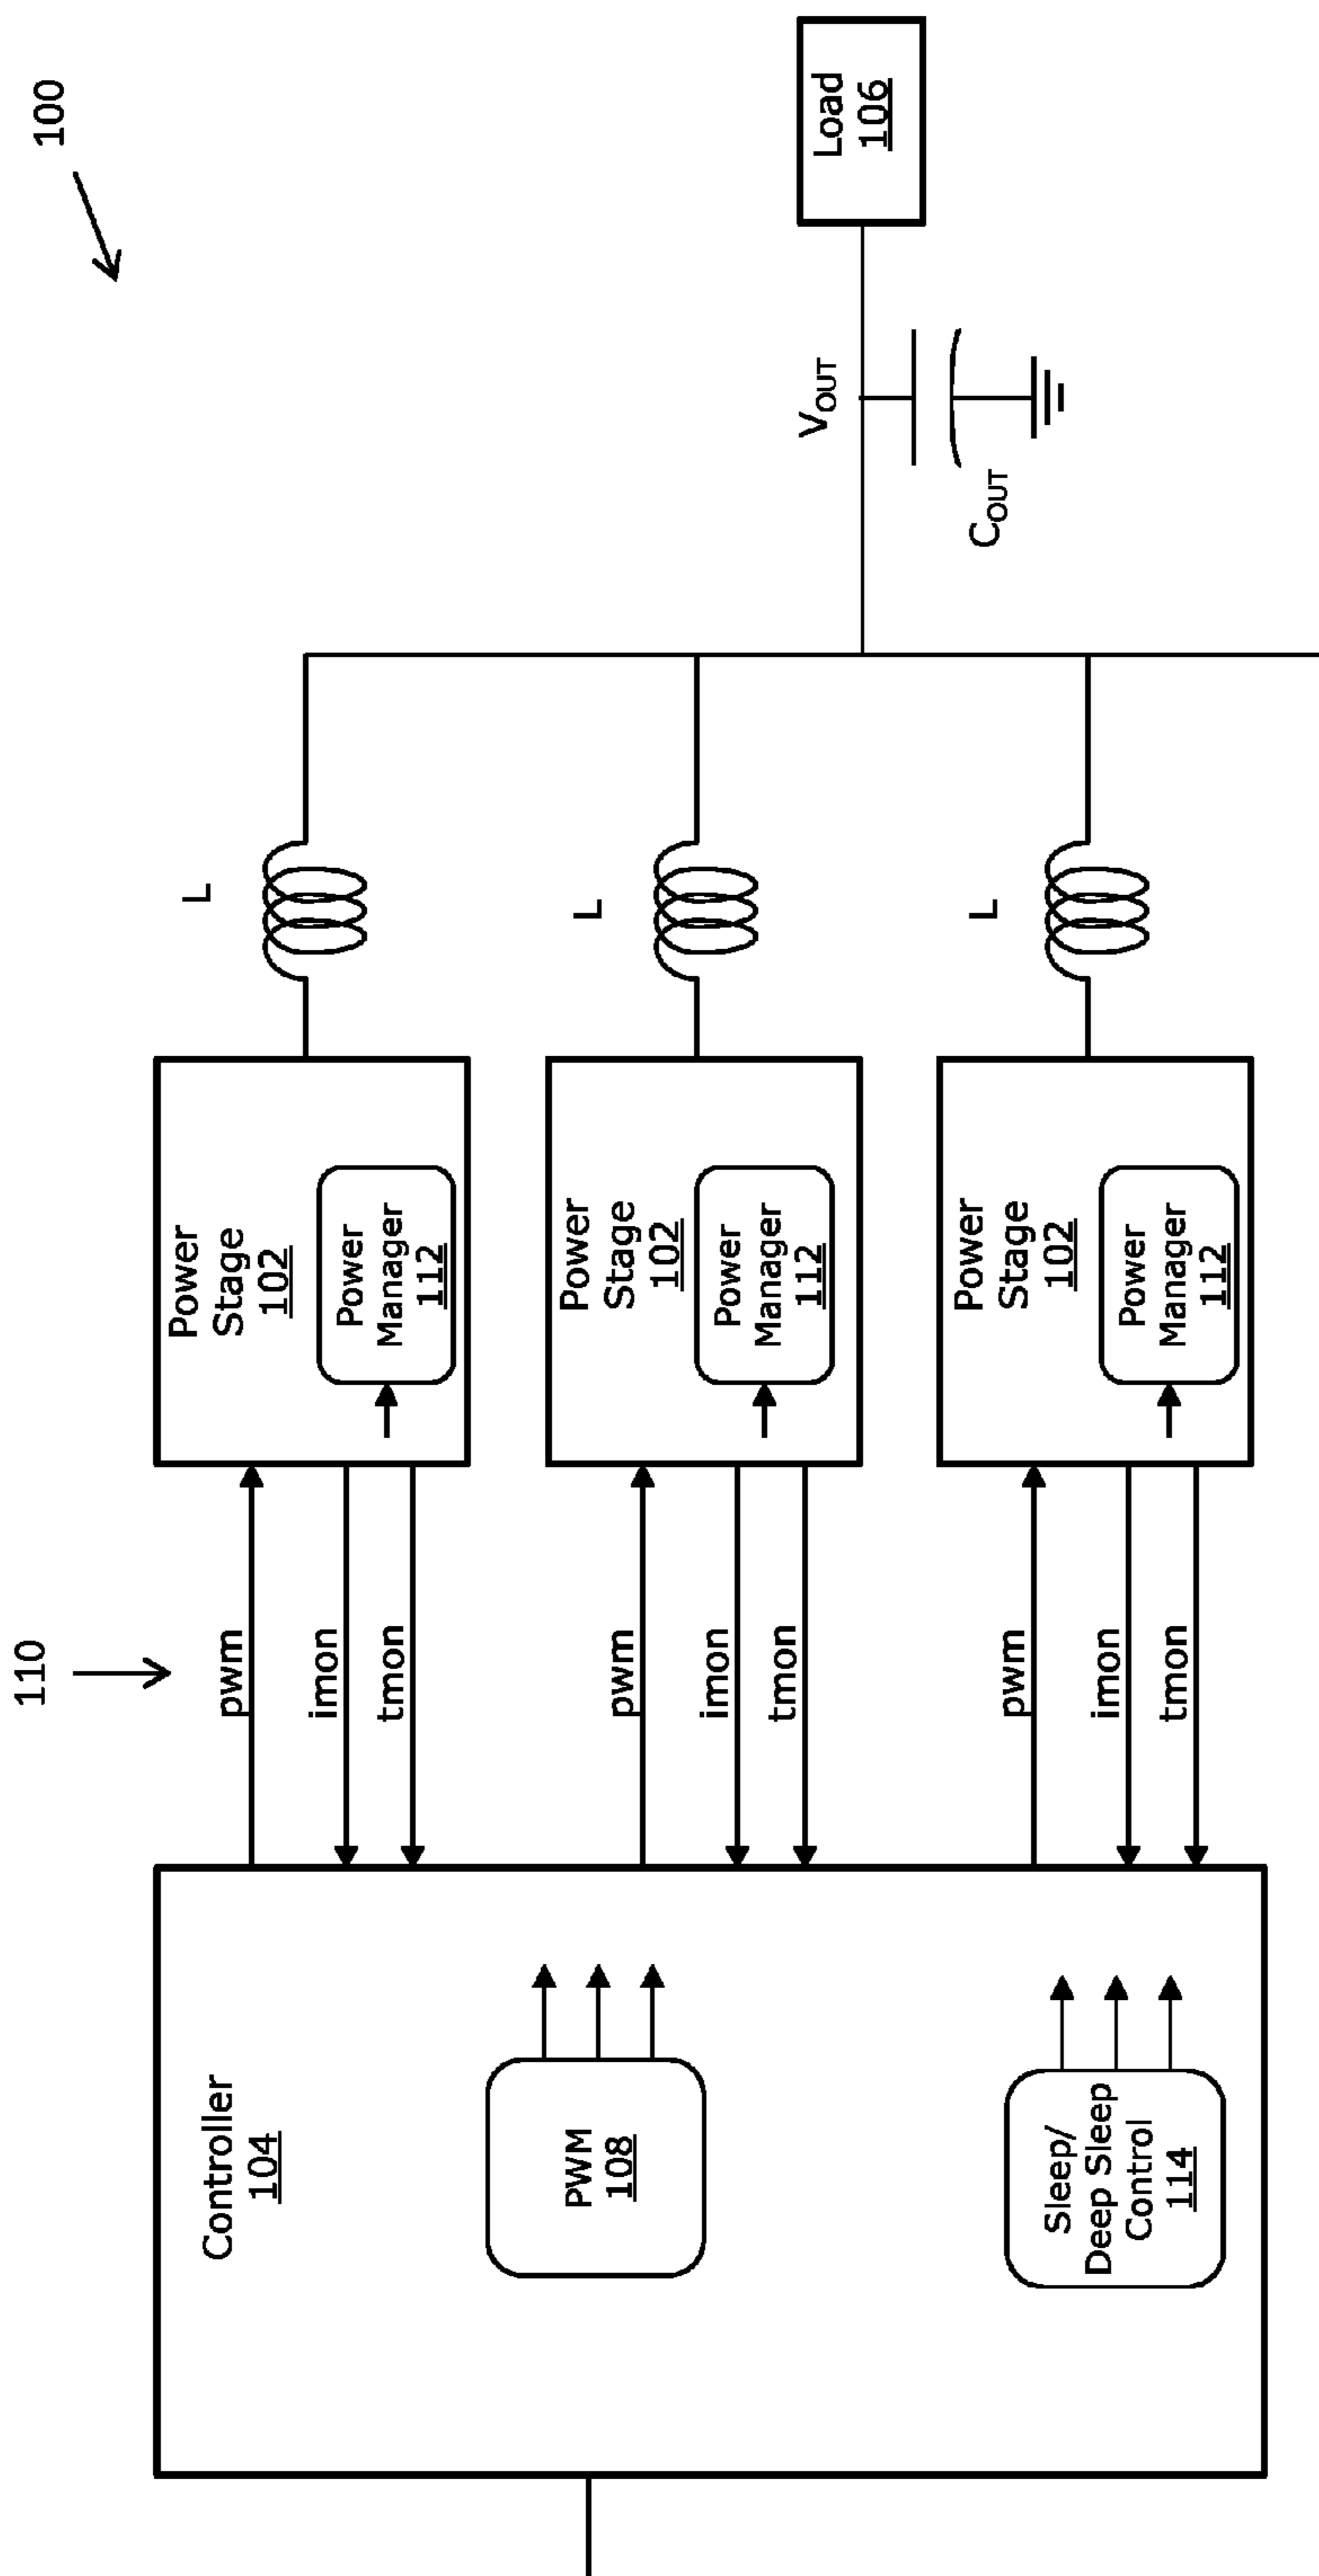 100
110
Controller
104
PWM
108
Sleep/
Deep Sleep
Control
114
pwm
imon
tmon
pwm
imon
tmon
pwm
imon
tmon
Power
Stage
102
Power
Manager
112
Power
Stage
102
Power
Manager
112
Power
Stage
102
Power
Manager
112
L
L
L
VOUT
COUT
Load
106